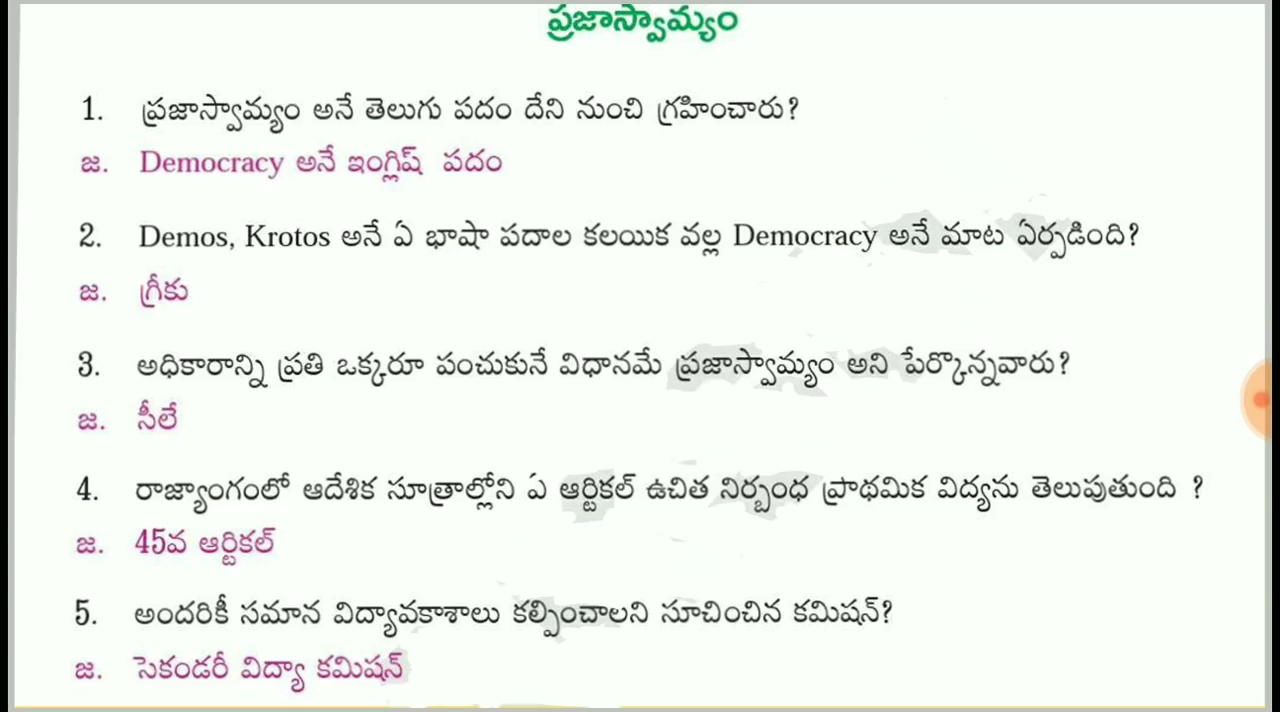 ప్రజాస్వామ్యం
1. ప్రజాస్వామ్యం అనే తెలుగు పదం దేని నుంచి గ్రహించారు?
జ. Democracy అనే ఇంగ్లిష్ పదం
2. Demos, Krotos అనే ఏ భాషా పదాల కలయిక వల్ల Democracy అనే మాట ఏర్పడింది?
జ. గ్రీకు
3. అధికారాన్ని ప్రతి ఒక్కరూ పంచుకునే విధానమే ప్రజాస్వామ్యం అని పేర్కొన్నవారు?
జ. సీలే
4. రాజ్యాంగంలో ఆదేశిక సూత్రాల్లోని ఏ ఆర్టికల్ ఉచిత నిర్బంధ ప్రాథమిక విద్యను తెలుపుతుంది ?
జ. 45వ ఆర్టికల్
5. అందరికీ సమాన విద్యావకాశాలు కల్పించాలని సూచించిన కమిషన్?
జ. సెకండరీ విద్యా కమిషన్